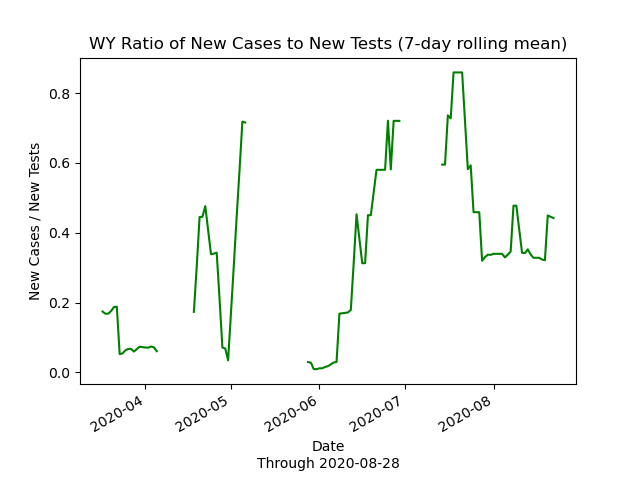 WY Ratio of New Cases to New Tests (7-day rolling mean)
New Cases / New Tests
0.8
0.6
0.4
0.2
0.0
2020-04
2020-05
2020-06
2020-07
2020-08
Date
Through 2020-08-28